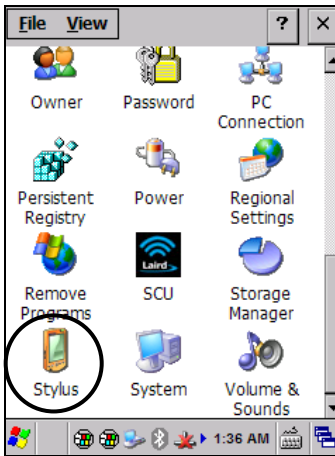 File View ? ×
Owner Password PC
Connection
Persistent Power Regional
Registry Settings
Laird
Remove SCU Storage
Programs Manager
Stylus System Volume &
Sounds
1:36 AM